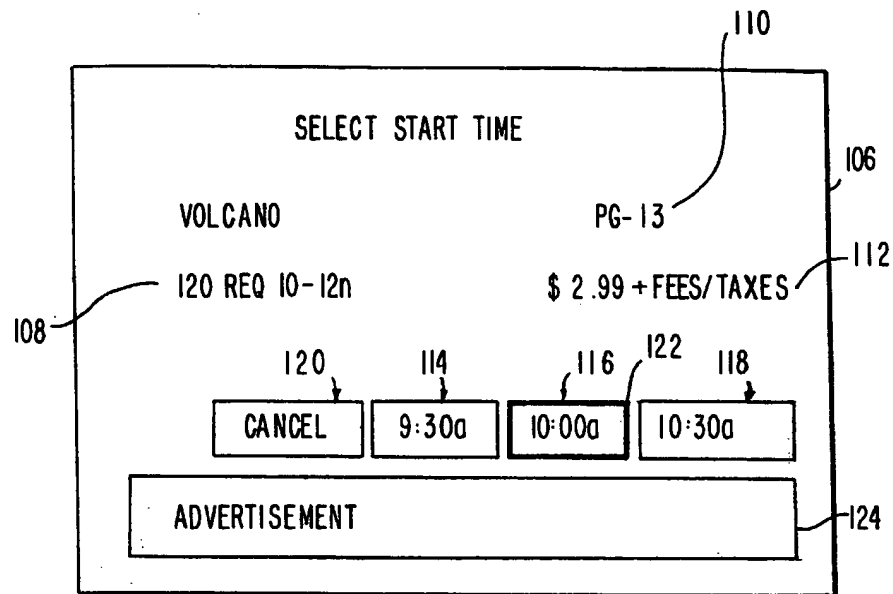 110
SELECT START TIME
106
VOLCANO PG-13
112
120 REQ 10-12n $ 2.99 + FEES/TAXES
108
120 114 116 122 118
CANCEL 9:30a 10:00a 10:30a
ADVERTISEMENT
124